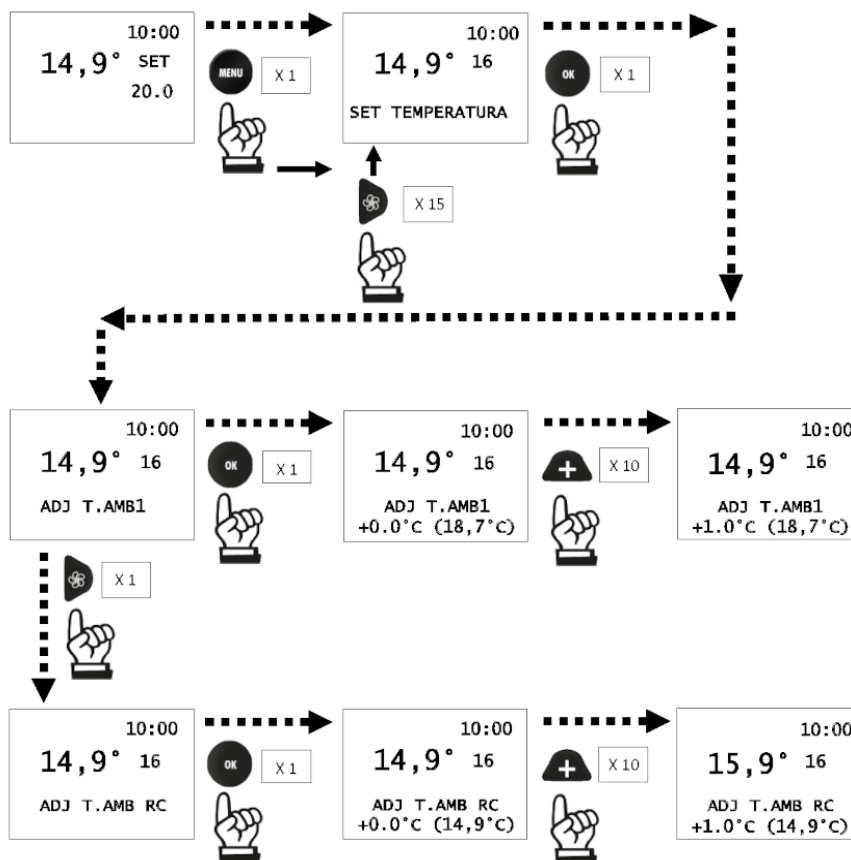 10:00
14,9° SET
20.0
MENU
X 1
10:00
14,9° 16
SET TEMPERATURA
OK
X 1
X 15
10:00
14,9° 16
ADJ T.AMB1
OK
X 1
10:00
14,9° 16
ADJ T.AMB1
+0.0°C (18,7°C)
+
X 10
10:00
14,9° 16
ADJ T.AMB1
+1.0°C (18,7°C)
X 1
10:00
14,9° 16
ADJ T.AMB RC
OK
X 1
10:00
14,9° 16
ADJ T.AMB RC
+0.0°C (14,9°C)
+
X 10
10:00
15,9° 16
ADJ T.AMB RC
+1.0°C (14,9°C)